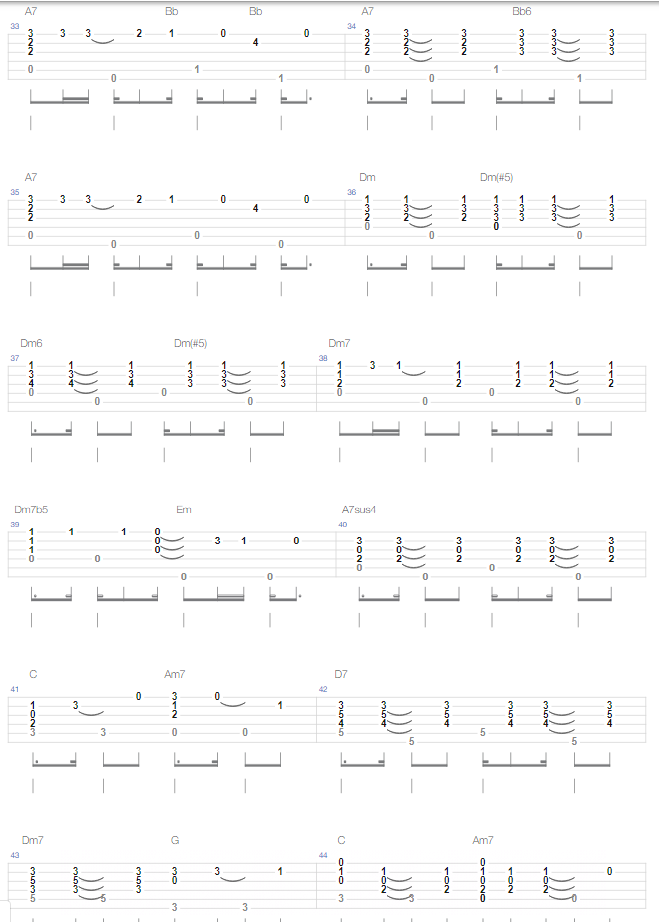 A7 Bb Bb A7 Bb6
33 34
3 3 3 2 1 0 0 3 3 3 3 3 3
2 4 2 2 2 3 3 3
2 2 2 2 3 3 3
0 1 0 1
0 1 0 1
A7 Dm Dm(#5)
35 36
3 3 3 2 1 0 0 1 1 1 1 1 1 1
2 4 3 3 3 3 3 3 3
2 2 2 2 3 3 3 3
0 0
0 0 0 0
0 0
Dm6 Dm(#5) Dm7
37 38
1 1 1 1 1 1 1 3 1 1 1 1 1
3 3 3 3 3 3 1 1 1 1 1
4 4 4 3 3 3 2 2 2 2 2
0 0 0 0
0 0 0 0
Dm7b5 Em A7sus4
39 40
1 1 1 0
1 0 3 1 0 3 3 3 3 3 3
1 0 0 0 0 0 0 0
0 0 2 2 2 2 2 2
0 0
0 0 0 0
C Am7 D7
41 42
0 3 0
1 3 1 1 3 3 3 3 3 3
0 2 5 5 5 5 5 5
2 4 4 4 4 4 4
3 3 0 0 5 5
5 5
Dm7 G C Am7
43 44
0 0
3 3 3 3 3 1 1 1 1 1 1 1 0
5 5 5 0 0 0 0 0 0 0
3 3 3 2 2 2 2 2
5 5 3 3 0 0
3 3